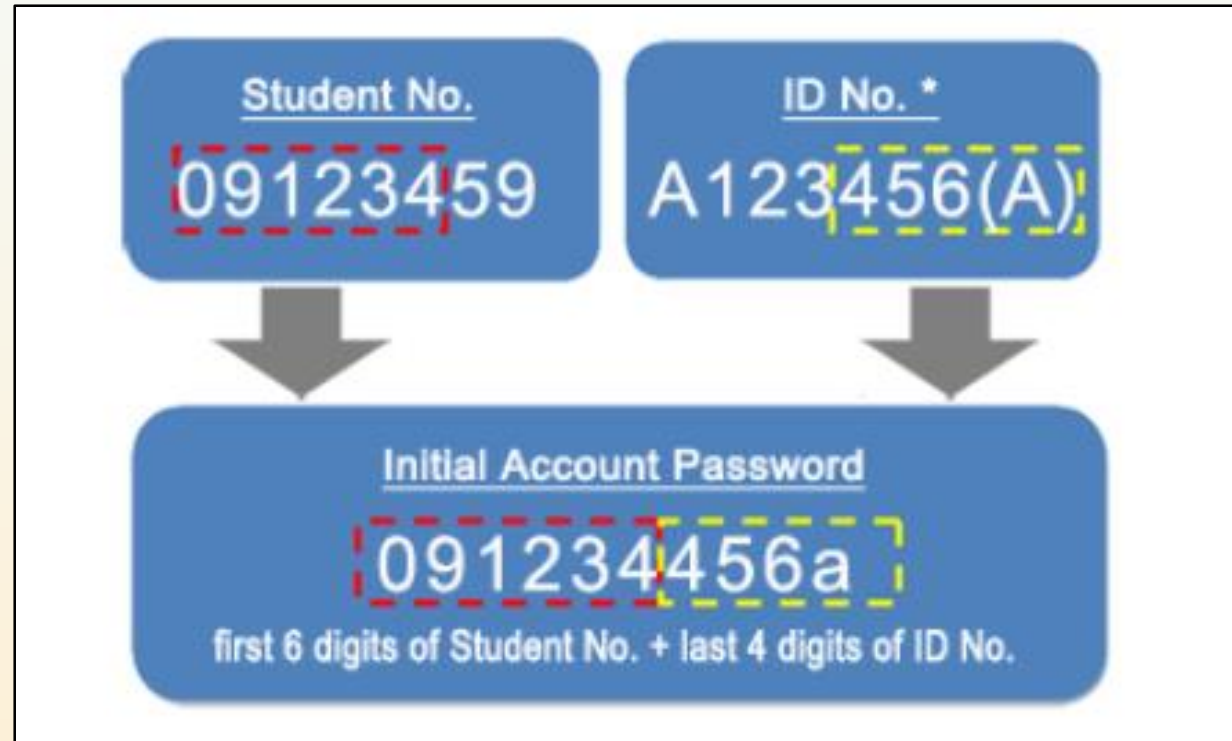 Student No.
09123459
ID No. *
A123456(A)
Initial Account Password
091234456a
first 6 digits of Student No. + last 4 digits of ID No.